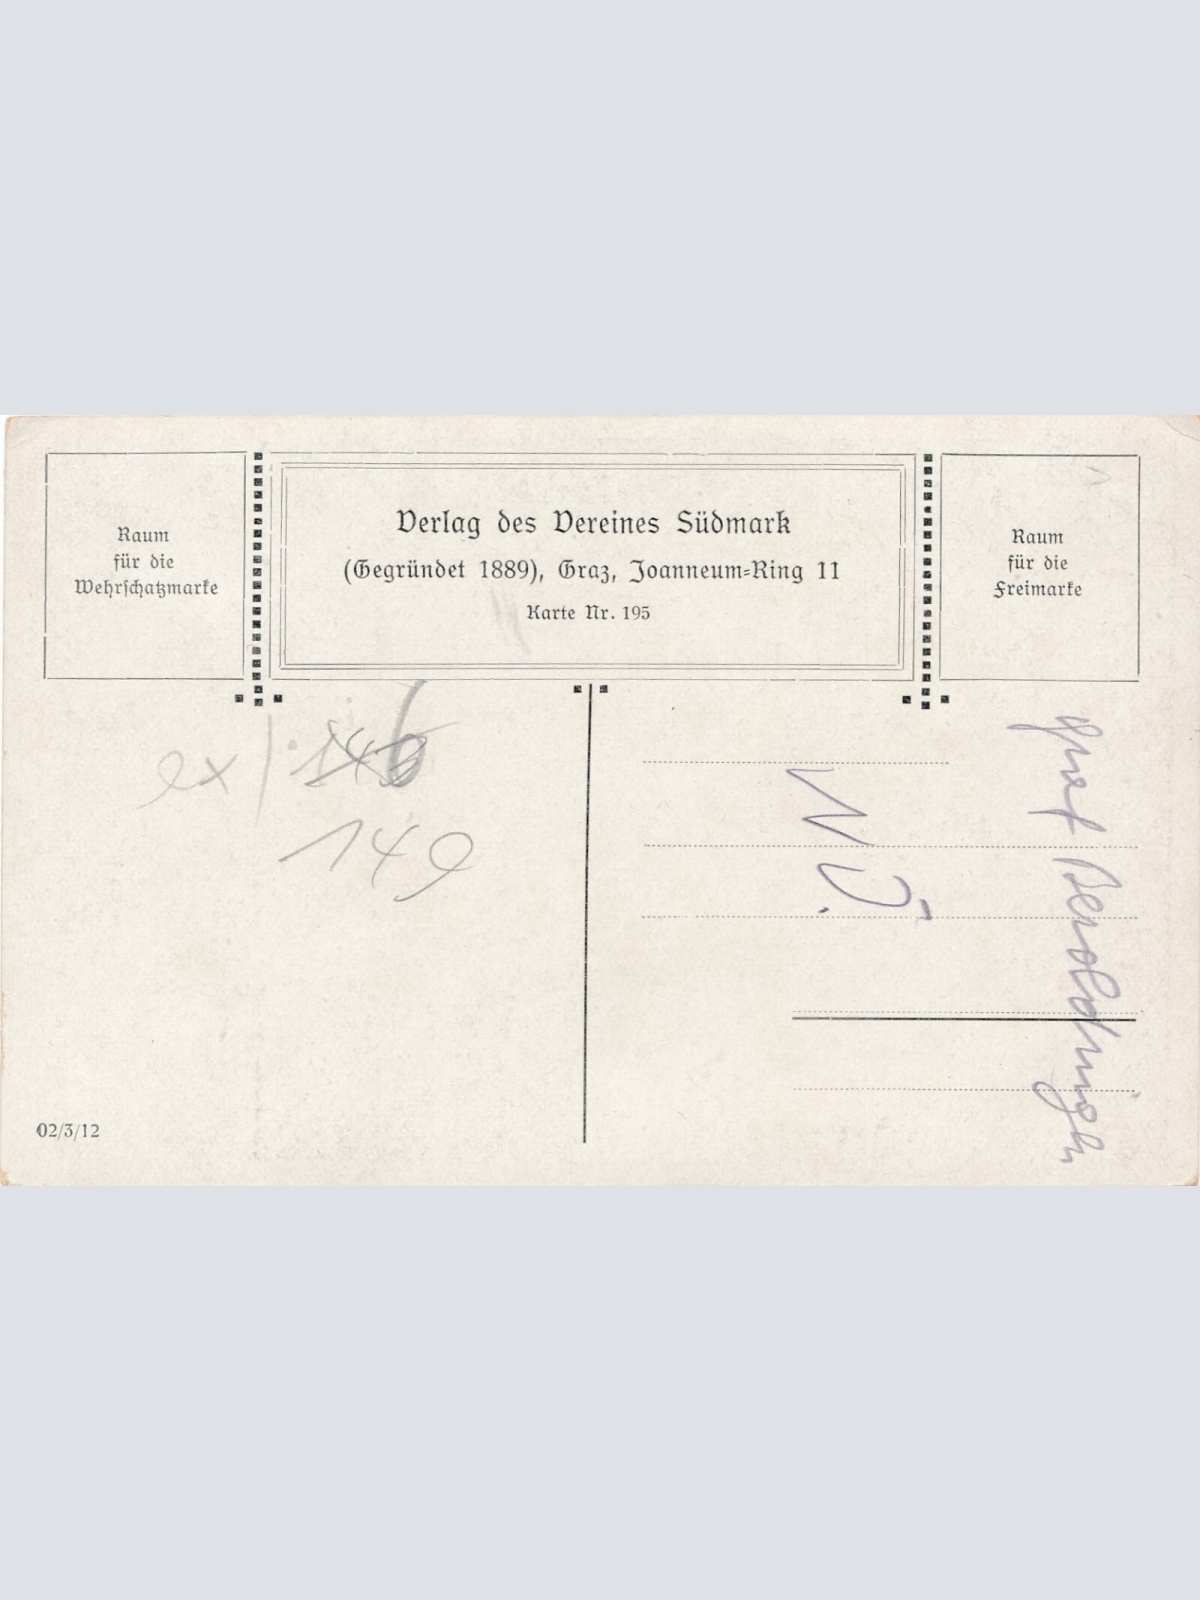 Raum
für die
Wehrschatzmarke
Verlag des Vereines Südmark
(Gegründet 1889), Graz, Joanneum=Ring 11
Karte Nr. 195
Raum
für die
Freimarke
ex
149
N Ö.
02/3/12